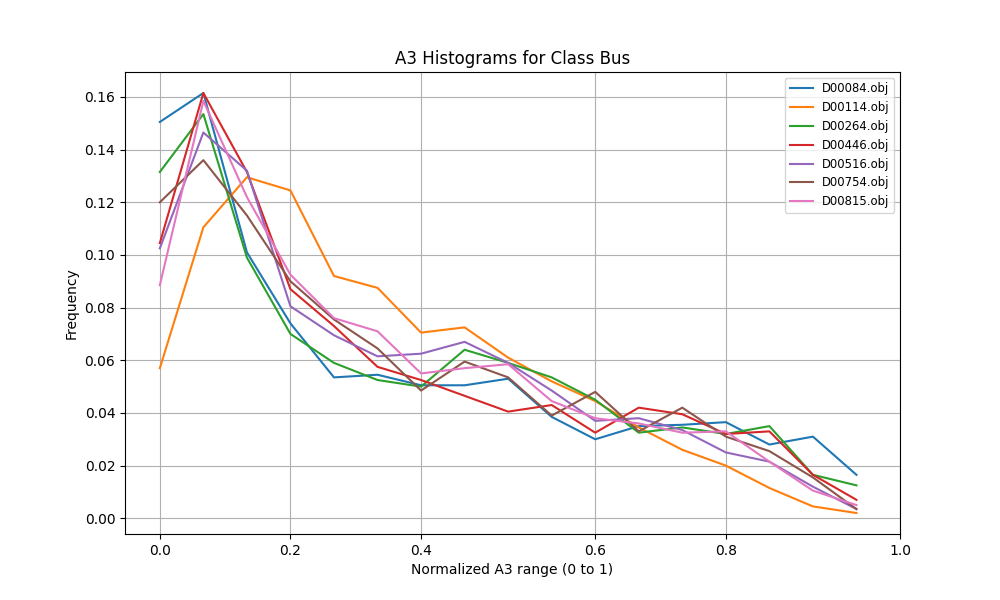 A3 Histograms for Class Bus
D00084.obj
D00114.obj
D00264.obj
D00446.obj
D00516.obj
D00754.obj
D00815.obj
0.16
0.14
0.12
0.10
0.08
0.06
0.04
0.02
0.00
Frequency
0.0 0.2 0.4 0.6 0.8 1.0
Normalized A3 range (0 to 1)